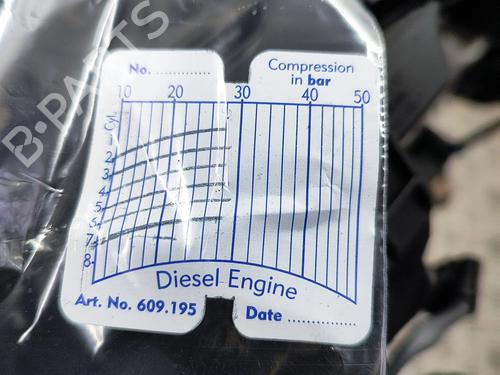 No. ..............
Compression
in bar
10 20 30 40 50
Cyl.
1
2
3
4
5
6
7
8
Diesel Engine
Art. No. 609.195
Date ................
B-PARTS